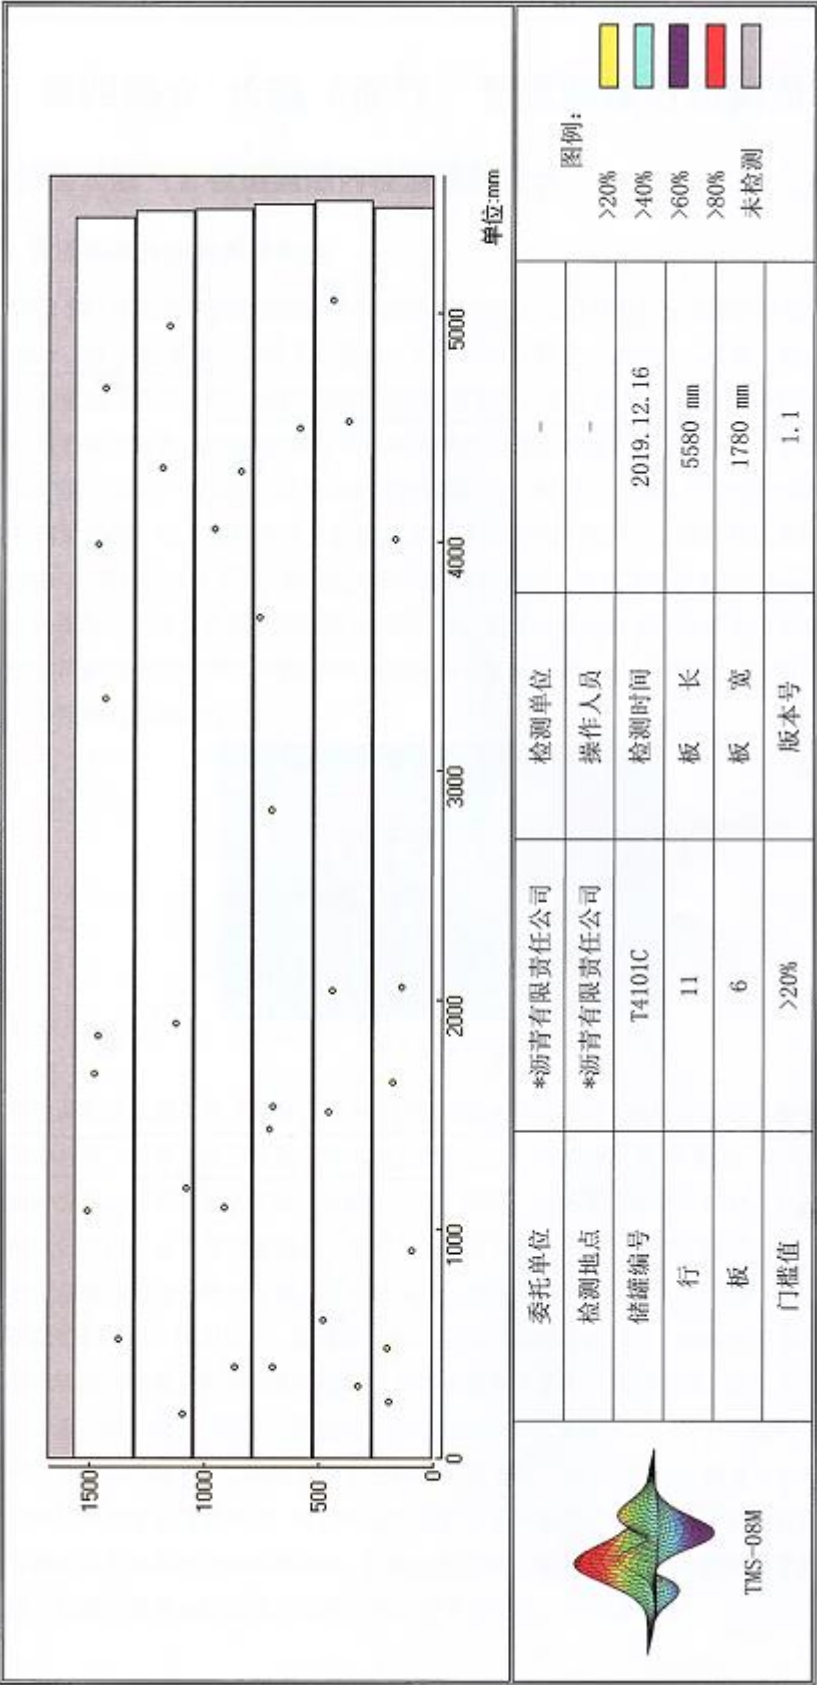 单位:mm
1500
1000
500
0
0
1000
2000
3000
4000
5000
TMS-08M
委托单位 *沥青有限责任公司 检测单位 -
检测地点 *沥青有限责任公司 操作人员 -
储罐编号 T4101C 检测时间 2019.12.16
行 11 板 长 5580 mm
板 6 板 宽 1780 mm
门槛值 >20% 版本号 1.1
图例:
>20%
>40%
>60%
>80%
未检测